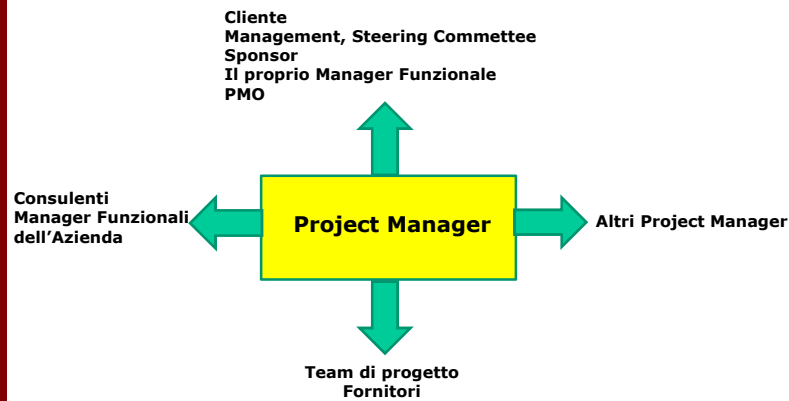 Cliente
Management, Steering Commettee
Sponsor
Il proprio Manager Funzionale
PMO
Consulenti
Manager Funzionali
dell'Azienda
Project Manager
Altri Project Manager
Team di progetto
Fornitori